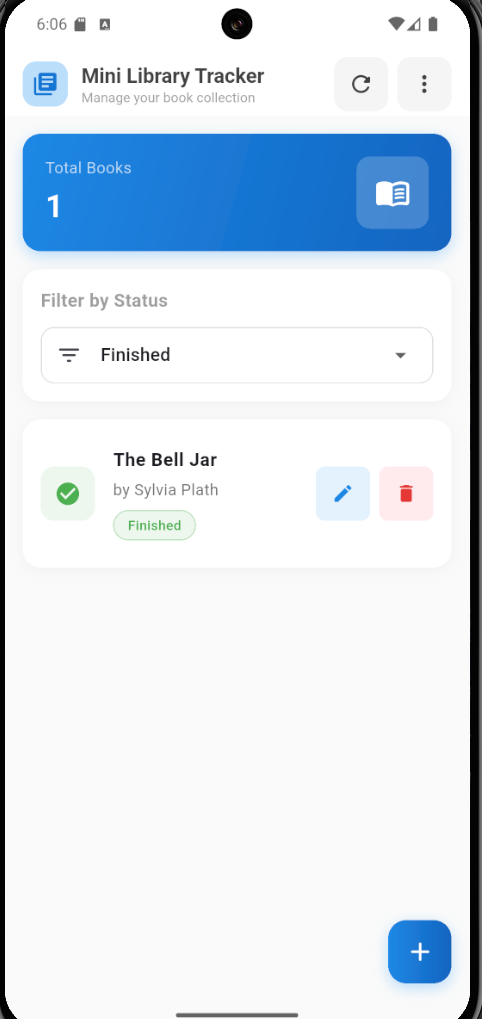 6:06
Mini Library Tracker
Manage your book collection
Total Books
1
Filter by Status
Finished
The Bell Jar
by Sylvia Plath
Finished